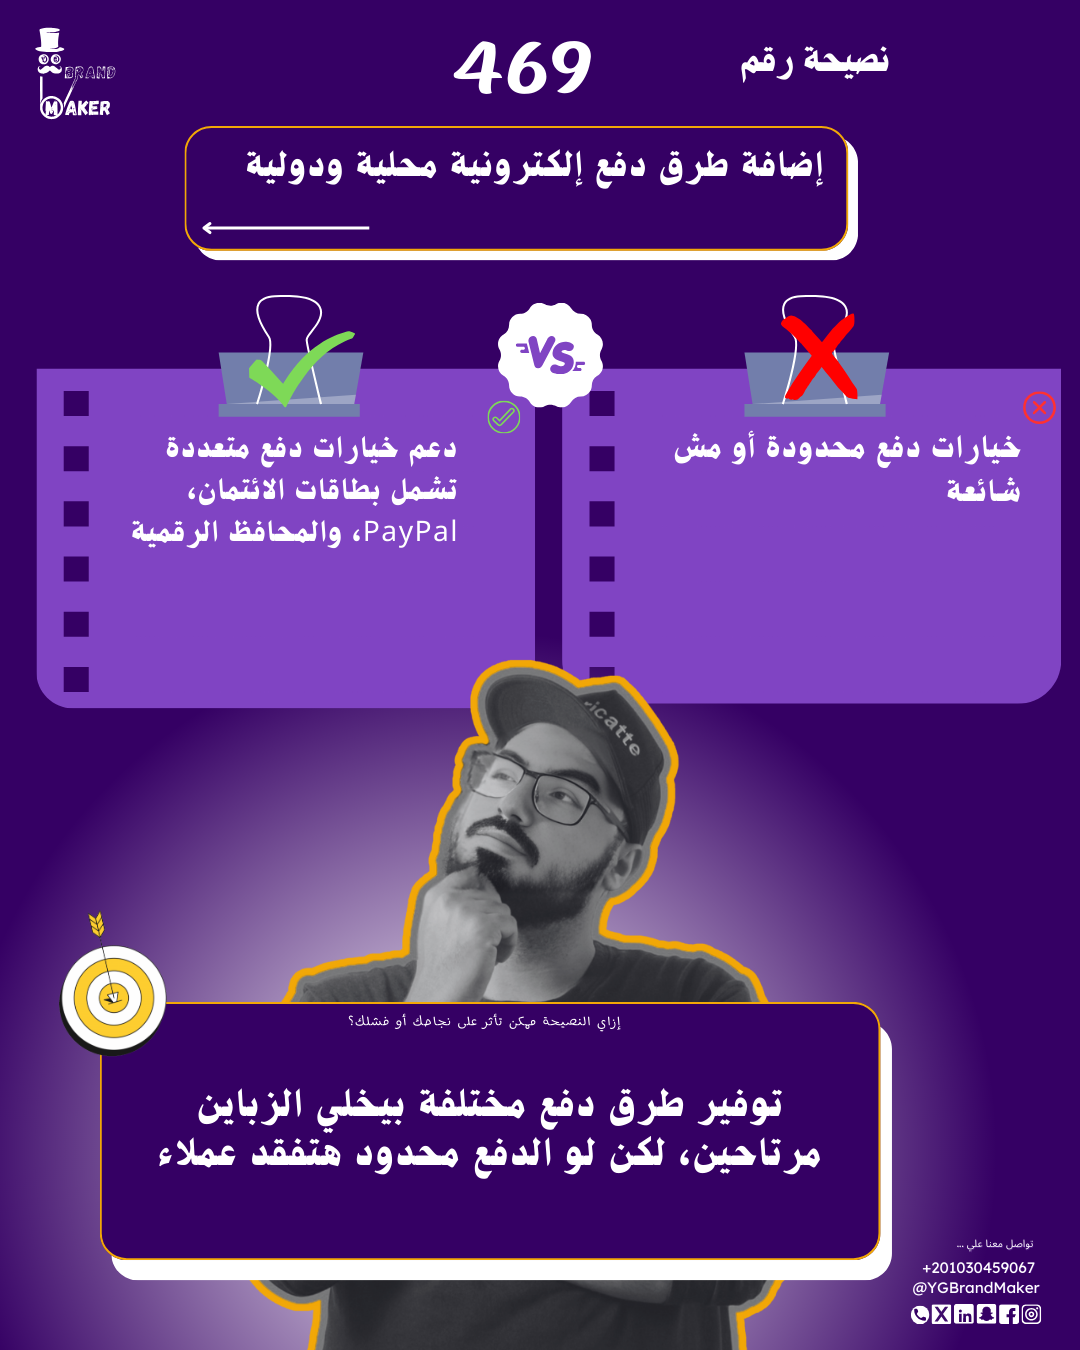 BRAND
MAKER
نصيحة رقم
469
إضافة طرق دفع إلكترونية محلية ودولية
VS
خيارات دفع محدودة أو مش
شائعة
دعم خيارات دفع متعددة
تشمل بطاقات الائتمان،
PayPal، والمحافظ الرقمية
icatte
إزاي النصيحة ممكن تأثر على نجاحك أو فشلك؟
توفير طرق دفع مختلفة بيخلي الزباين
مرتاحين، لكن لو الدفع محدود هتفقد عملاء
تواصل معنا علي ...
+201030459067
@YGBrandMaker